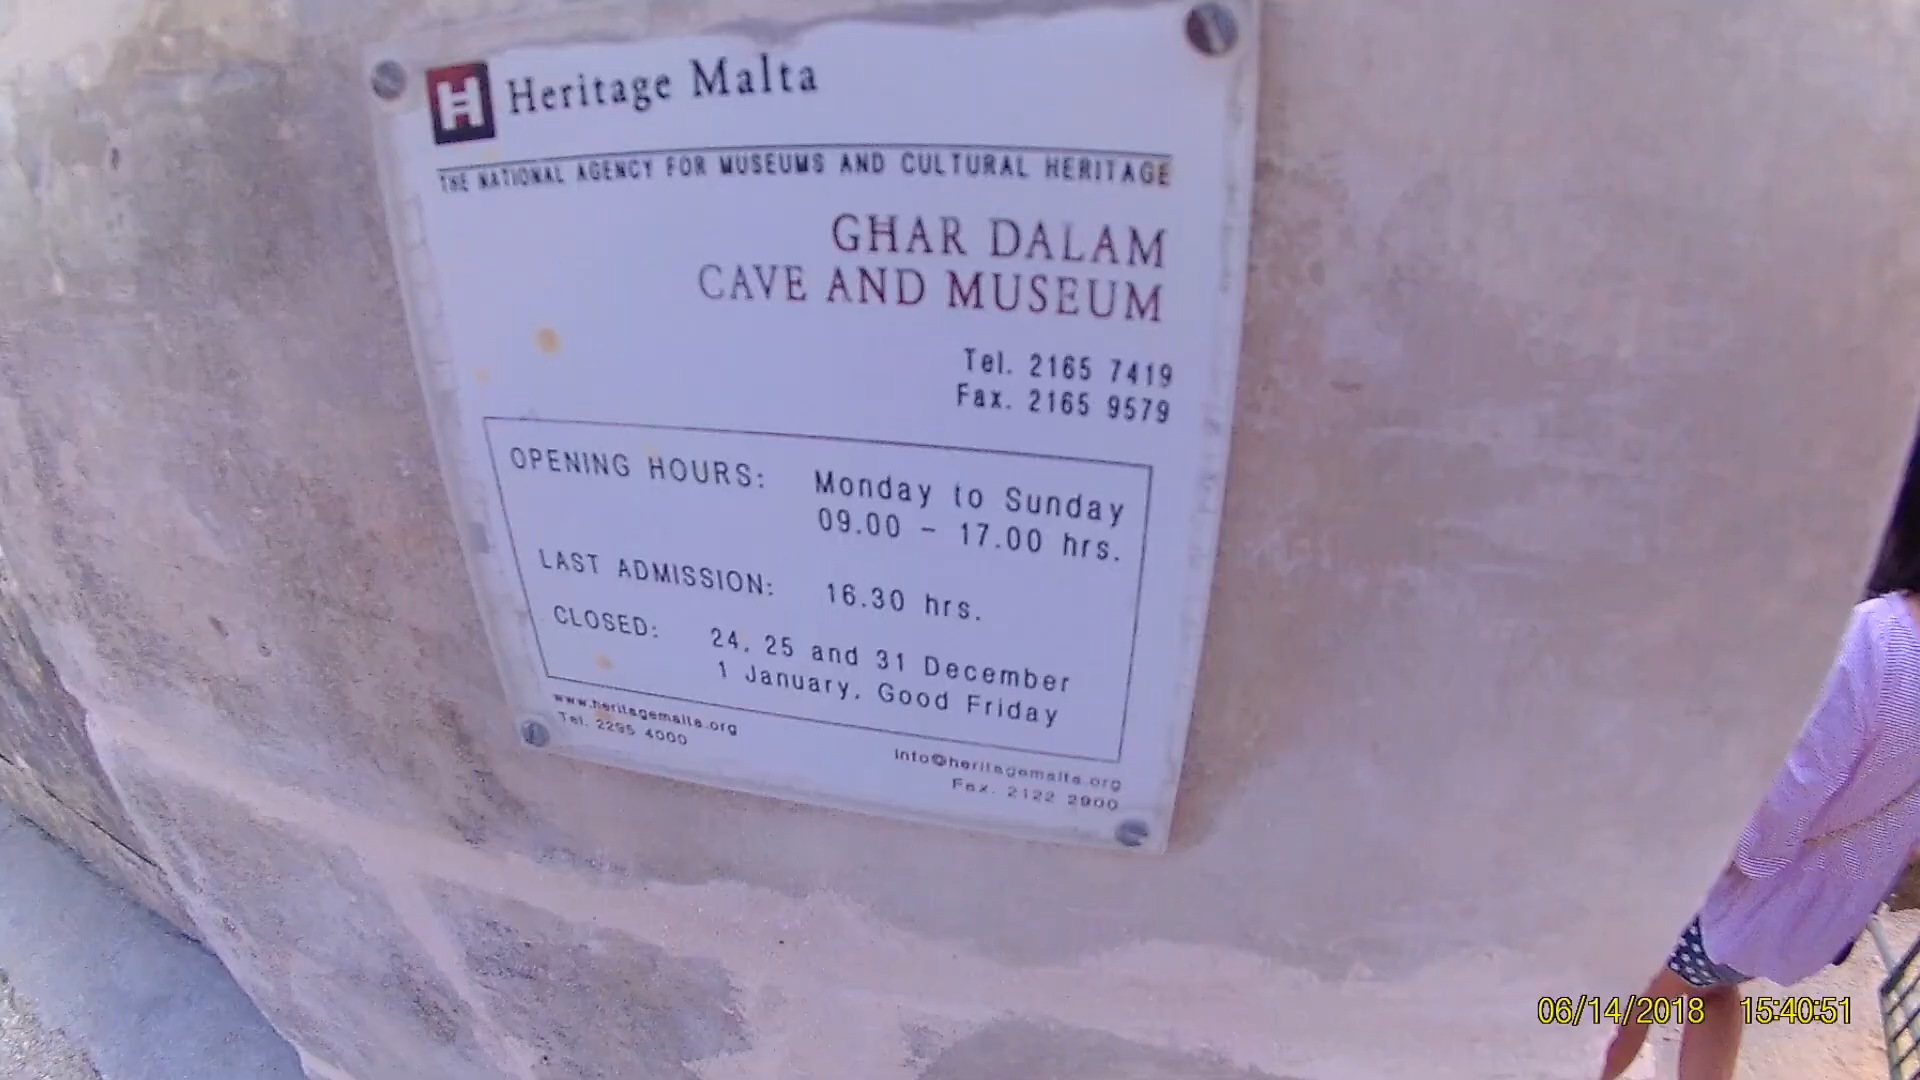 H Heritage Malta
THE NATIONAL AGENCY FOR MUSEUMS AND CULTURAL HERITAGE
GHAR DALAM
CAVE AND MUSEUM
Tel. 2165 7419
Fax. 2165 9579
OPENING HOURS: Monday to Sunday
09.00 - 17.00 hrs.
LAST ADMISSION: 16.30 hrs.
CLOSED: 24, 25 and 31 December
1 January, Good Friday
www.heritagemalta.org
Tel. 2295 4000
info@heritagemalta.org
Fax. 2122 2900
06/14/2018 15:40:51